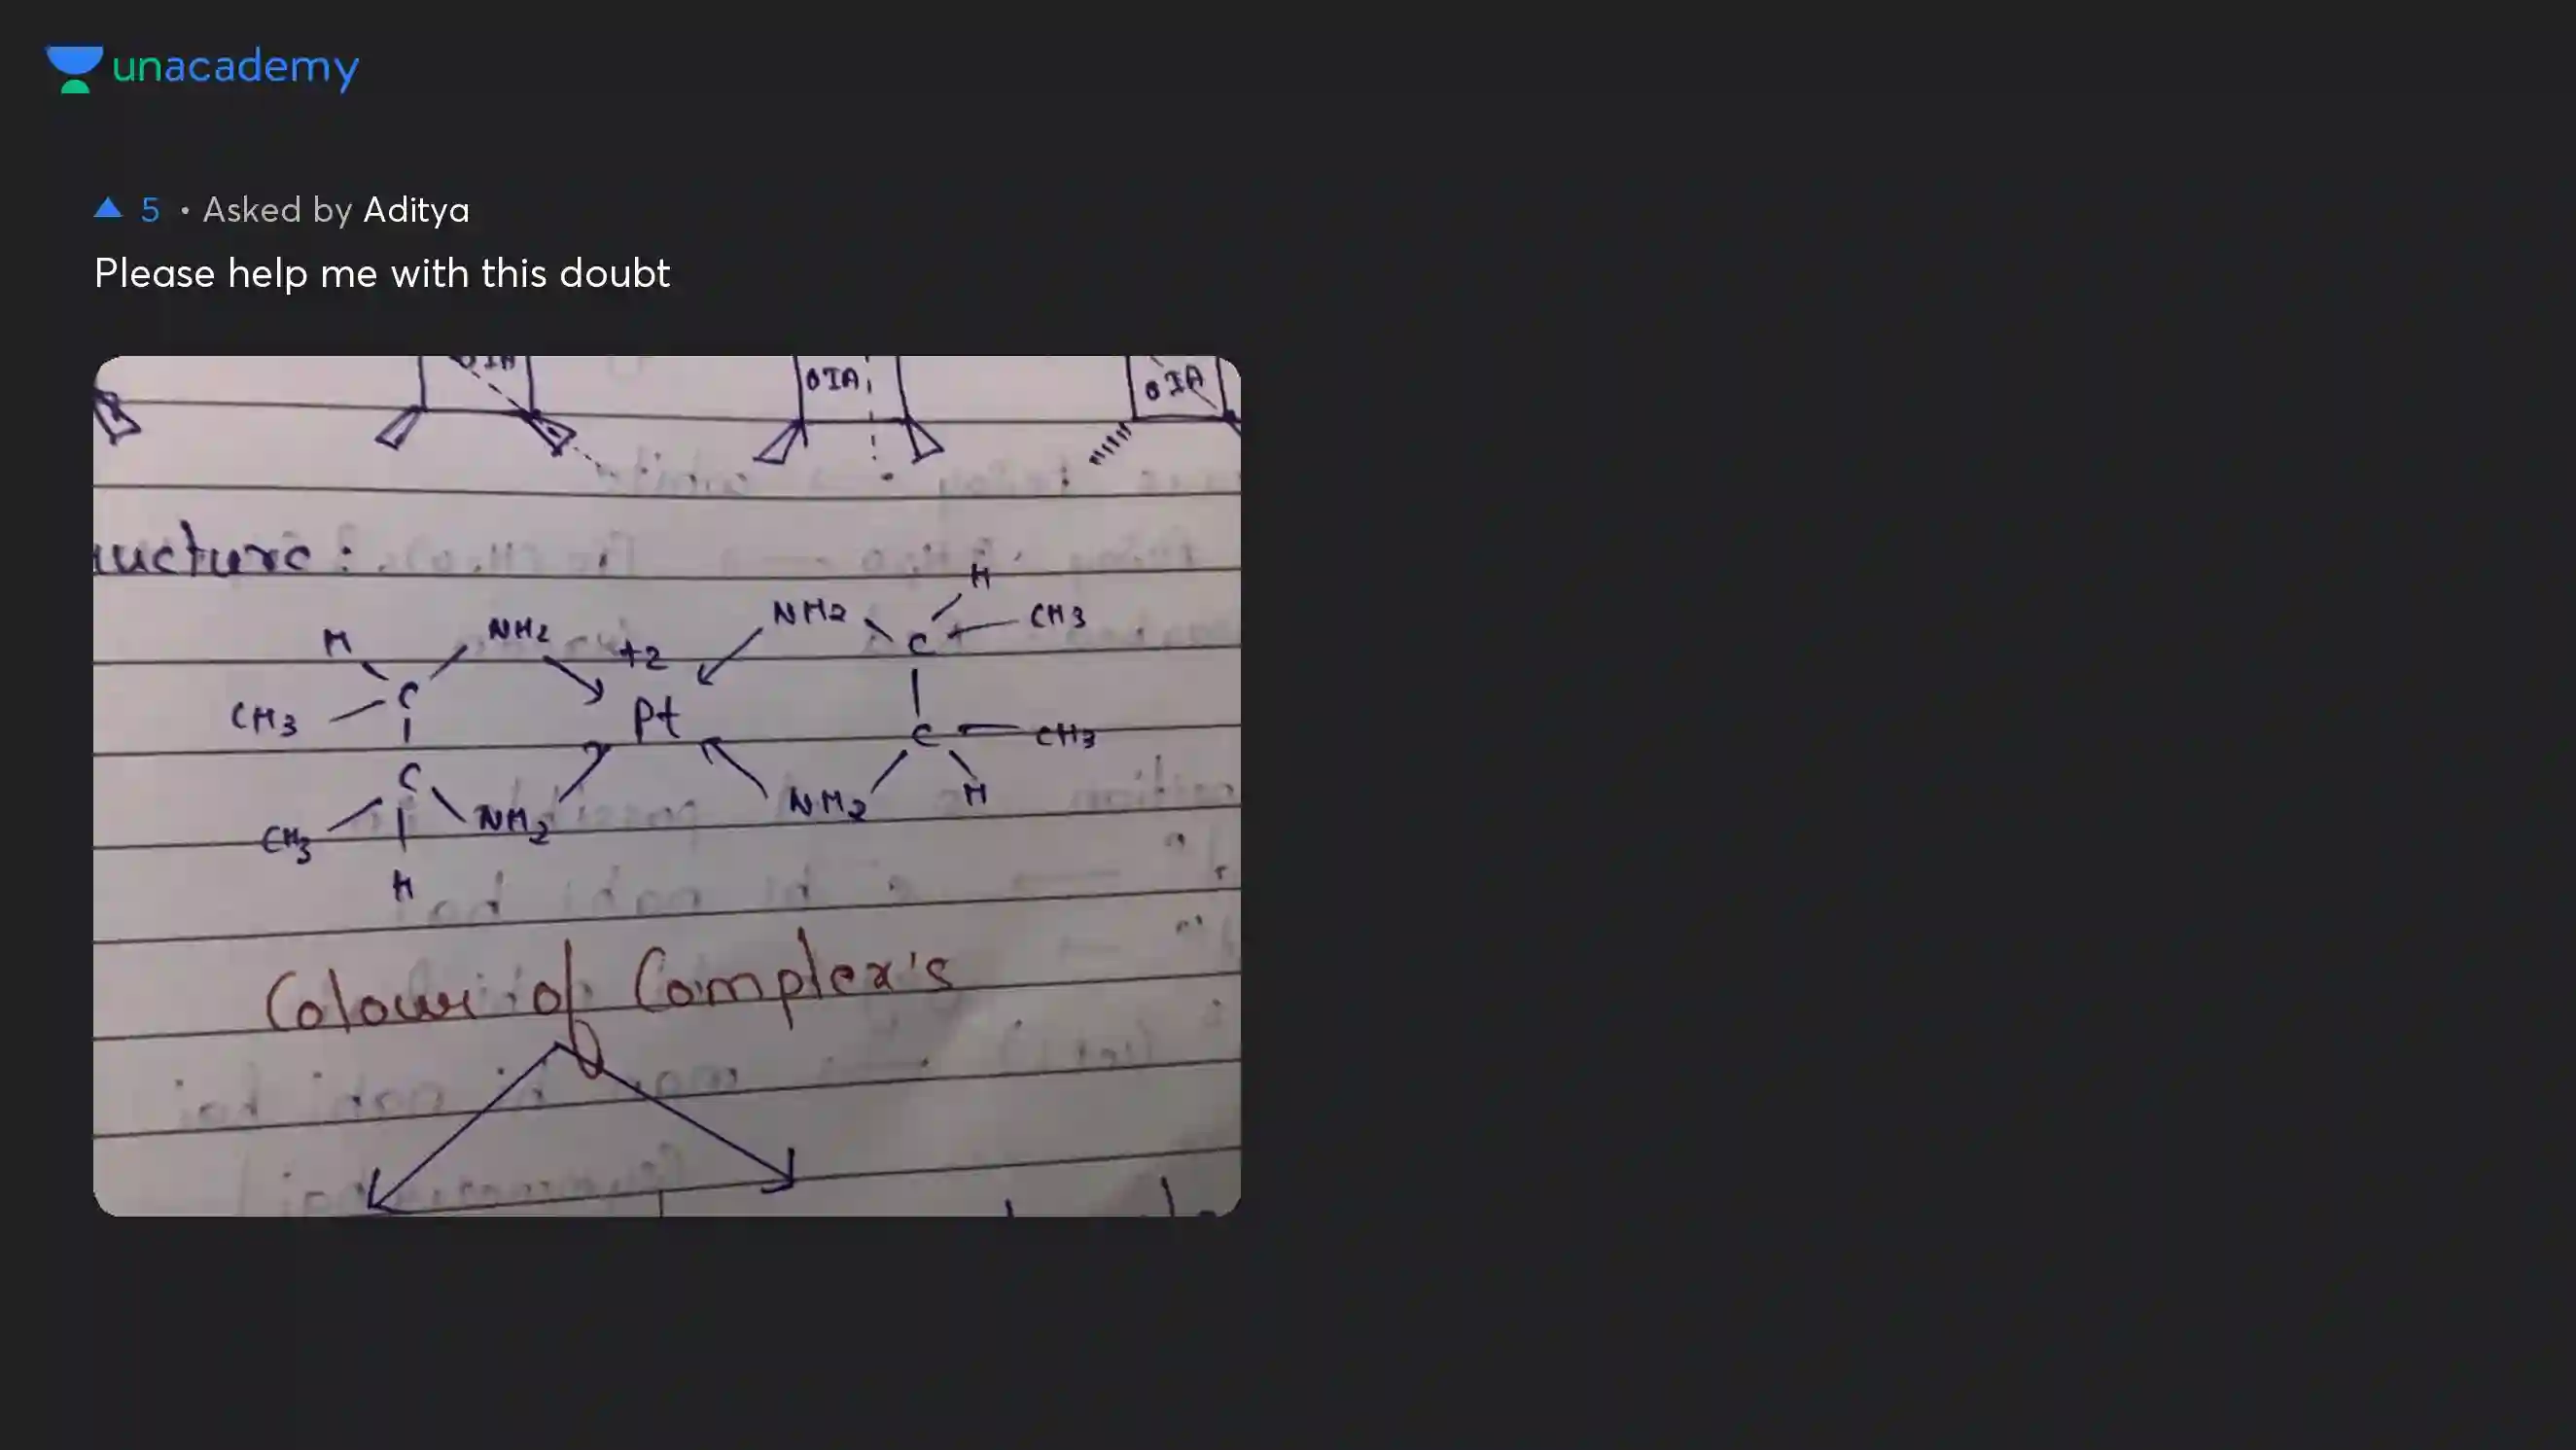 unacademy
5 • Asked by Aditya
Please help me with this doubt
OIA OIA OIA
ucture:
H
NH2 +2 NH2 C CH3
H
CH3 C Pt
C CH3
C
CH3 NH2 NH2 H
H
Colour of Complex's